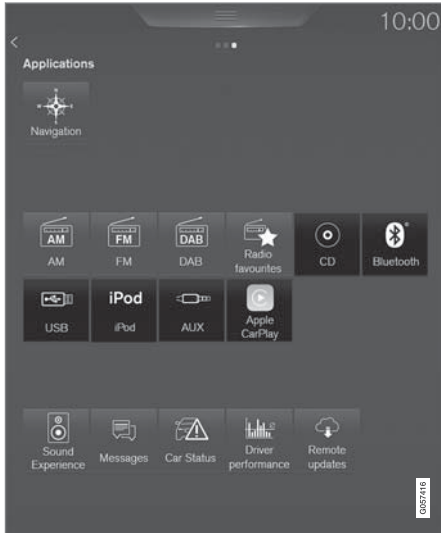 10:00
Applications
Navigation
AM FM DAB
AM FM DAB Radio favourites CD Bluetooth
iPod
USB iPod AUX Apple CarPlay
Sound Experience Messages Car Status Driver performance Remote updates
G057416